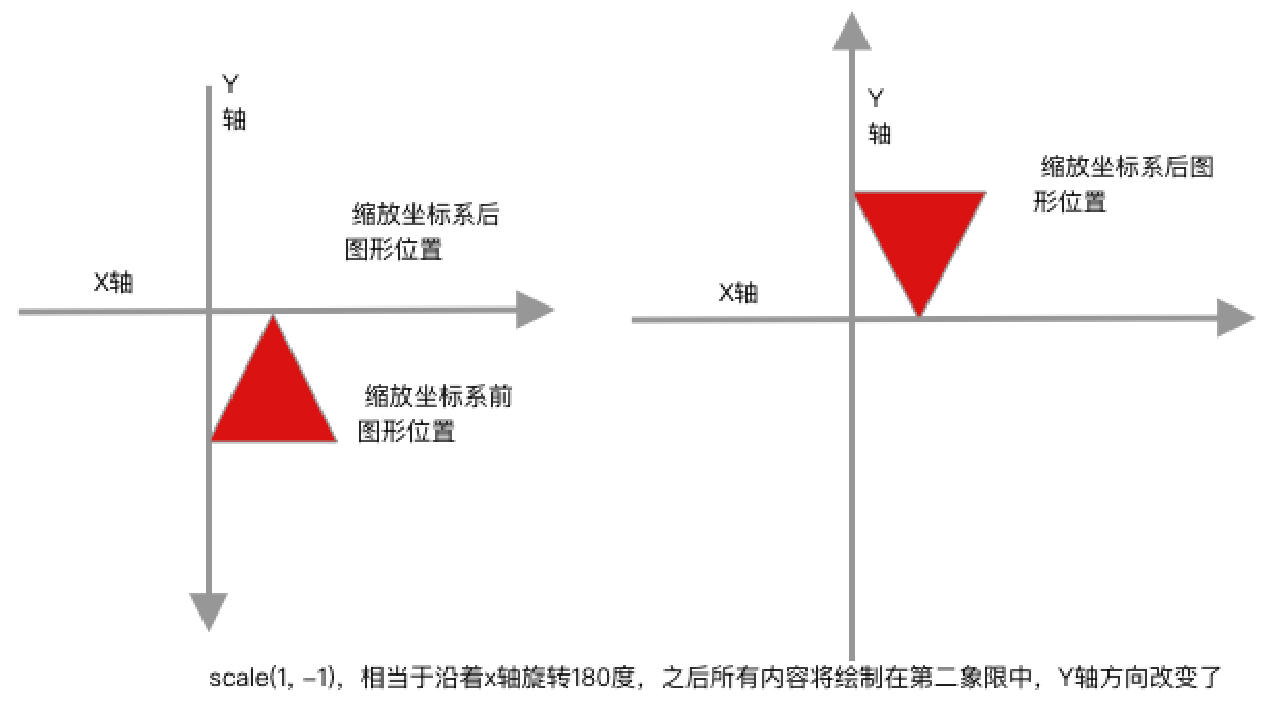 Y
轴
缩放坐标系后
图形位置
X轴
缩放坐标系前
图形位置
Y
轴
缩放坐标系后图
形位置
X轴
scale(1, -1)，相当于沿着x轴旋转180度，之后所有内容将绘制在第二象限中，Y轴方向改变了